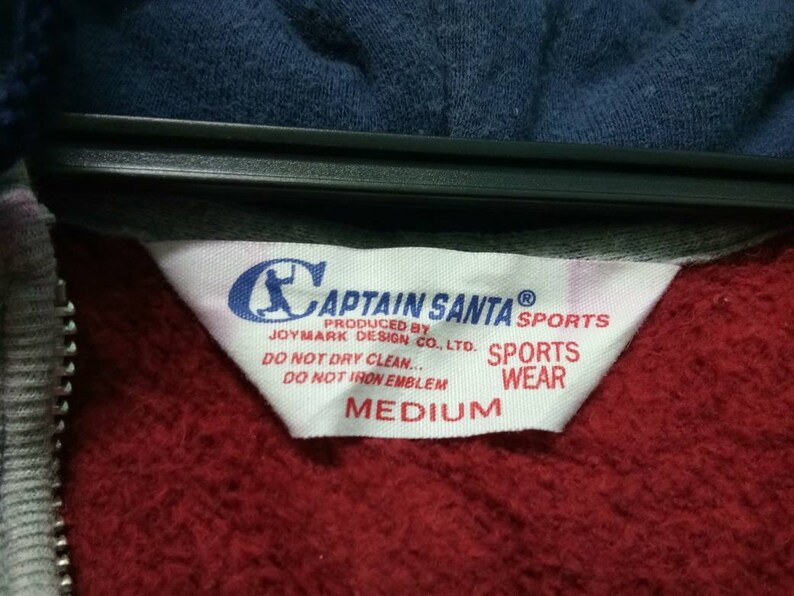 CAPTAIN SANTA® SPORTS
PRODUCED BY
JOYMARK DESIGN CO., LTD.
DO NOT DRY CLEAN...
DO NOT IRON EMBLEM
SPORTS
WEAR
MEDIUM